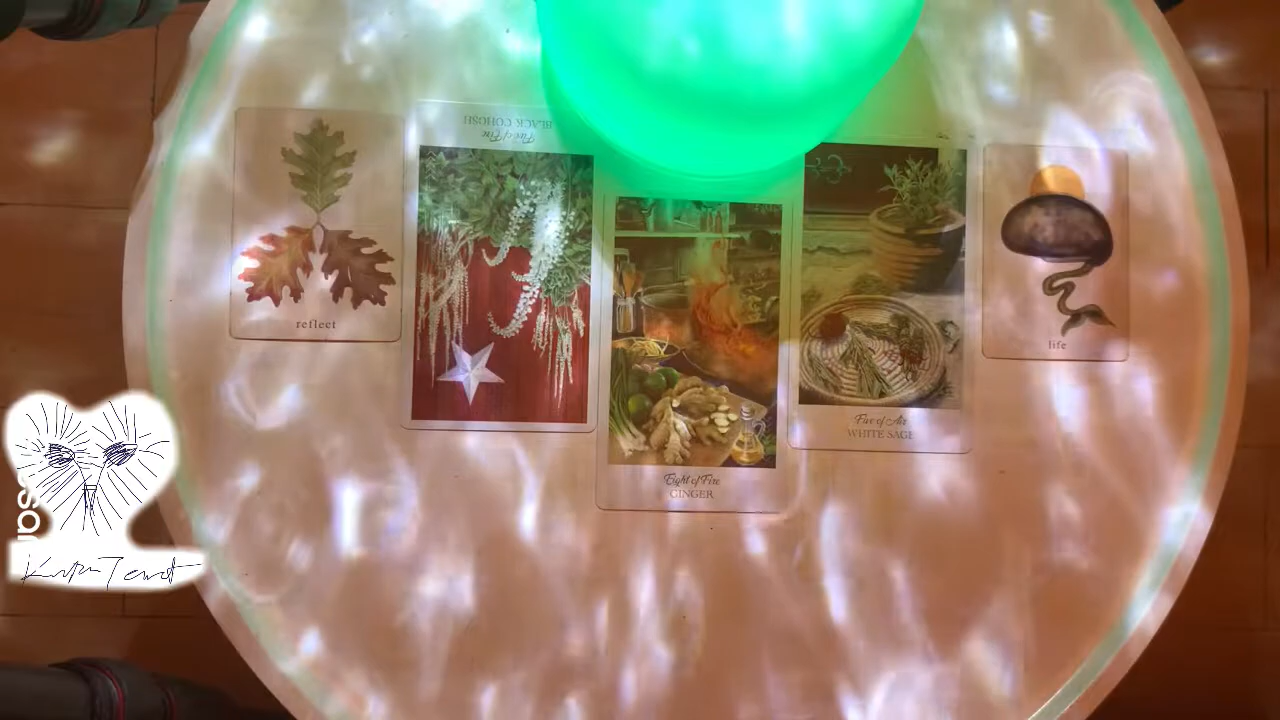 Five of Fire
BLACK COHOSH
reflect
Eight of Fire
GINGER
Five of Air
WHITE SAGE
life